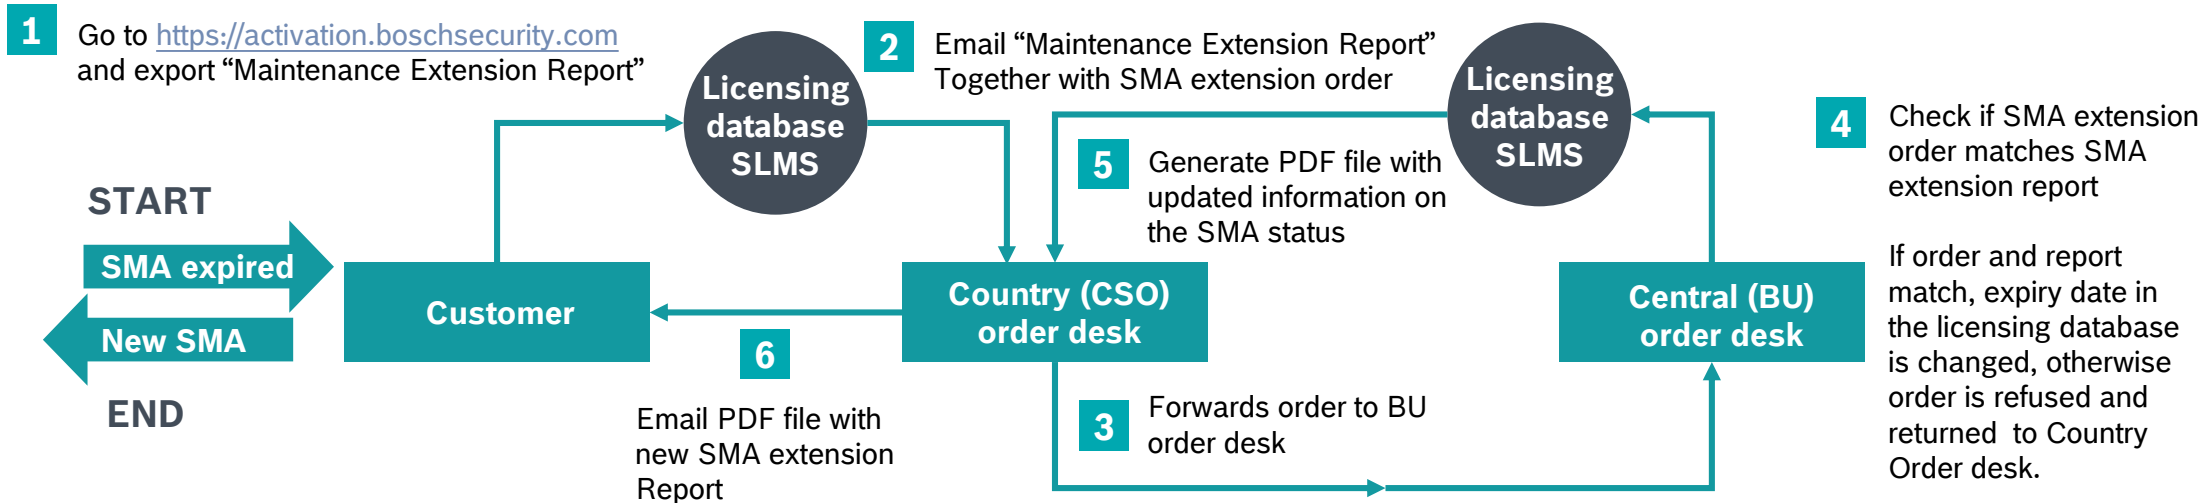 1
Go to https://activation.boschsecurity.com
and export “Maintenance Extension Report”
Licensing
database
SLMS
2
Email “Maintenance Extension Report”
Together with SMA extension order
Licensing
database
SLMS
4
Check if SMA extension
order matches SMA
extension report
If order and report
match, expiry date in
the licensing database
is changed, otherwise
order is refused and
returned  to Country
Order desk.
5
Generate PDF file with
updated information on
the SMA status
START
SMA expired
New SMA
END
Customer
Country (CSO)
order desk
Central (BU)
order desk
6
Email PDF file with
new SMA extension
Report
3
Forwards order to BU
order desk